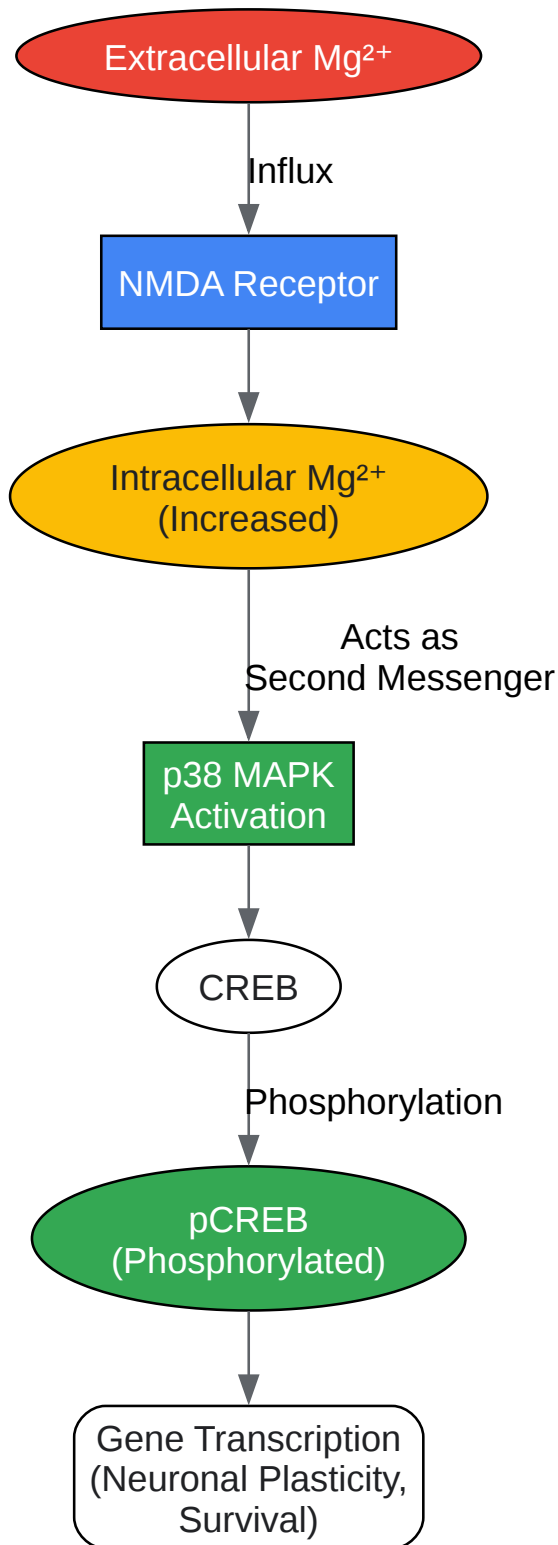 Extracellular Mg²⁺
Influx
NMDA Receptor
Intracellular Mg²⁺
(Increased)
Acts as
Second Messenger
p38 MAPK
Activation
CREB
Phosphorylation
pCREB
(Phosphorylated)
Gene Transcription
(Neuronal Plasticity,
Survival)